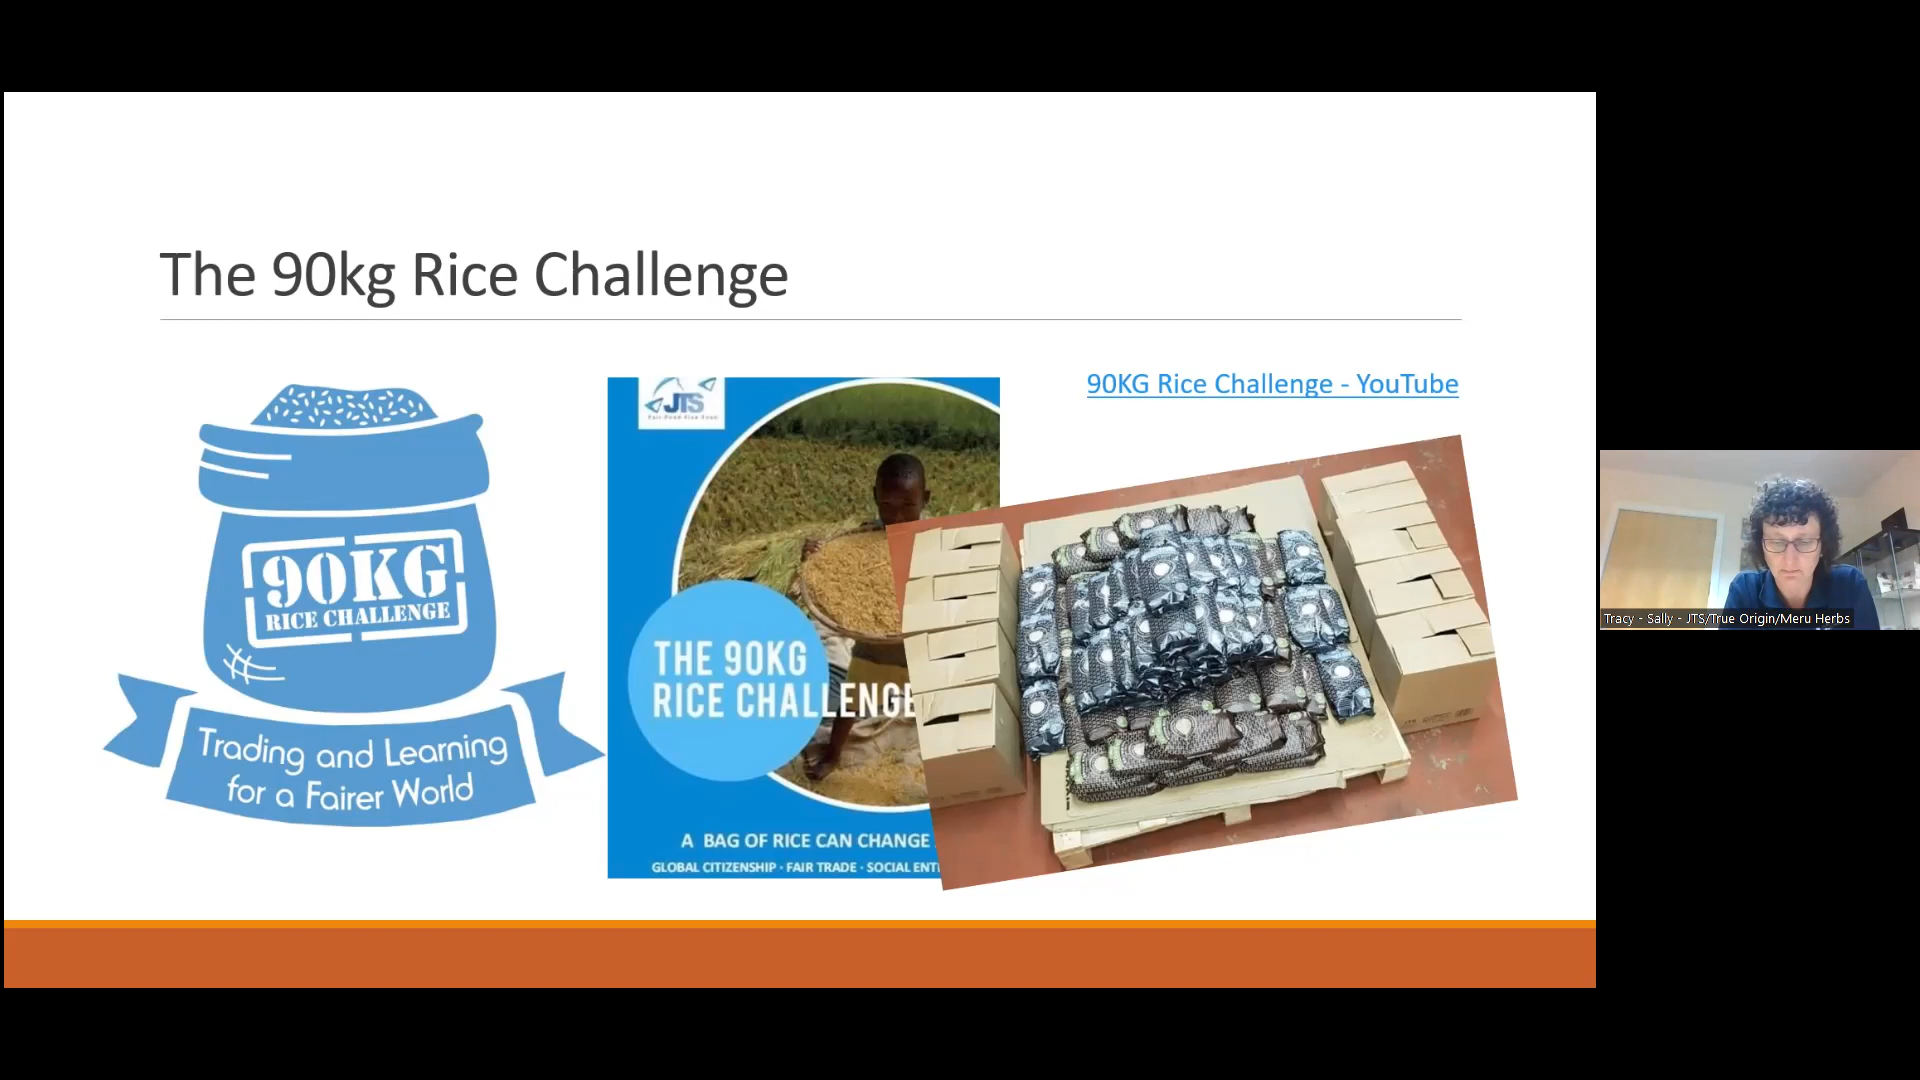 The 90kg Rice Challenge
90KG Rice Challenge - YouTube
90KG
RICE CHALLENGE
Trading and Learning
for a Fairer World
JTS
THE 90KG
RICE CHALLENGE
A BAG OF RICE CAN CHANGE
GLOBAL CITIZENSHIP · FAIR TRADE · SOCIAL ENT
Tracy - Sally - JTS/True Origin/Meru Herbs